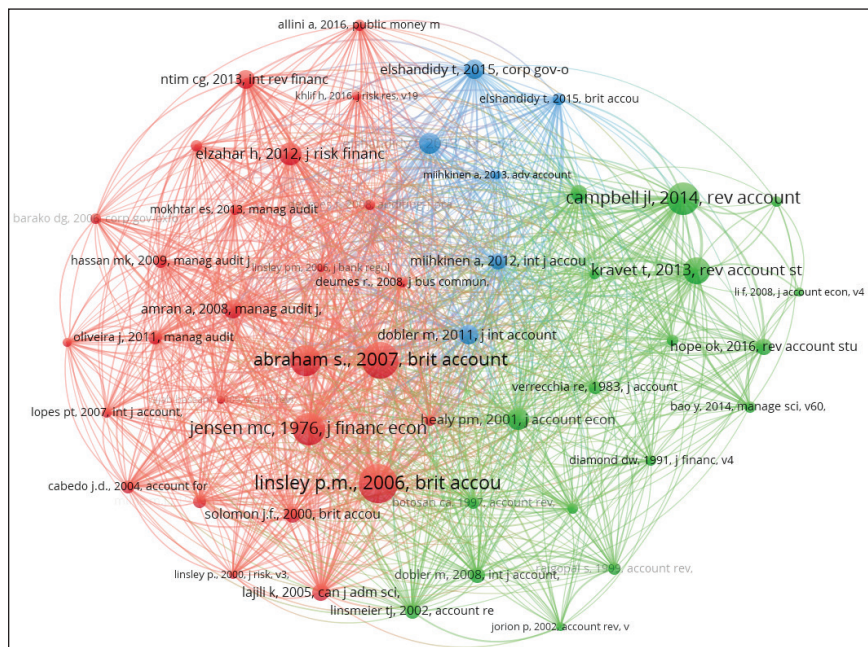 allini a, 2016, public money m
elshandidy t, 2015, corp gov-o
ntim cg, 2013, int rev financ
khlif h, 2016, j risk res, v19
elshandidy t, 2015, brit accou
elzahar h, 2012, j risk financ
miihkinen a, 2013, adv account
campbell jl, 2014, rev account
mokhtar es, 2013, manag audit
barako dg,
hassan mk, 2009, manag audit j
linsley pm, 2006, j bank regul
miihkinen a, 2012, int j accou
kravet t, 2013, rev account st
deumes r., 2008, j bus commun,
li f, 2008, j account econ, v4
amran a, 2008, manag audit j,
oliveira j, 2011, manag audit
dobler m, 2011, j int account
hope ok, 2016, rev account stu
abraham s., 2007, brit account
verrecchia re, 1983, j account
lopes pt, 2007, int j account,
bao y, 2014, manage sci, v60,
healy pm, 2001, j account econ
jensen mc, 1976, j financ econ
diamond dw, 1991, j financ, v4
cabedo j.d., 2004, account for
linsley p.m., 2006, brit accou
botosan ca, 1997, account rev,
solomon j.f., 2000, brit accou
rajgopal s, 1999, account rev,
linsley p., 2000, j risk, v3,
dobler m, 2008, int j account,
lajili k, 2005, can j adm sci,
linsmeier tj, 2002, account re
jorion p, 2002, account rev, v